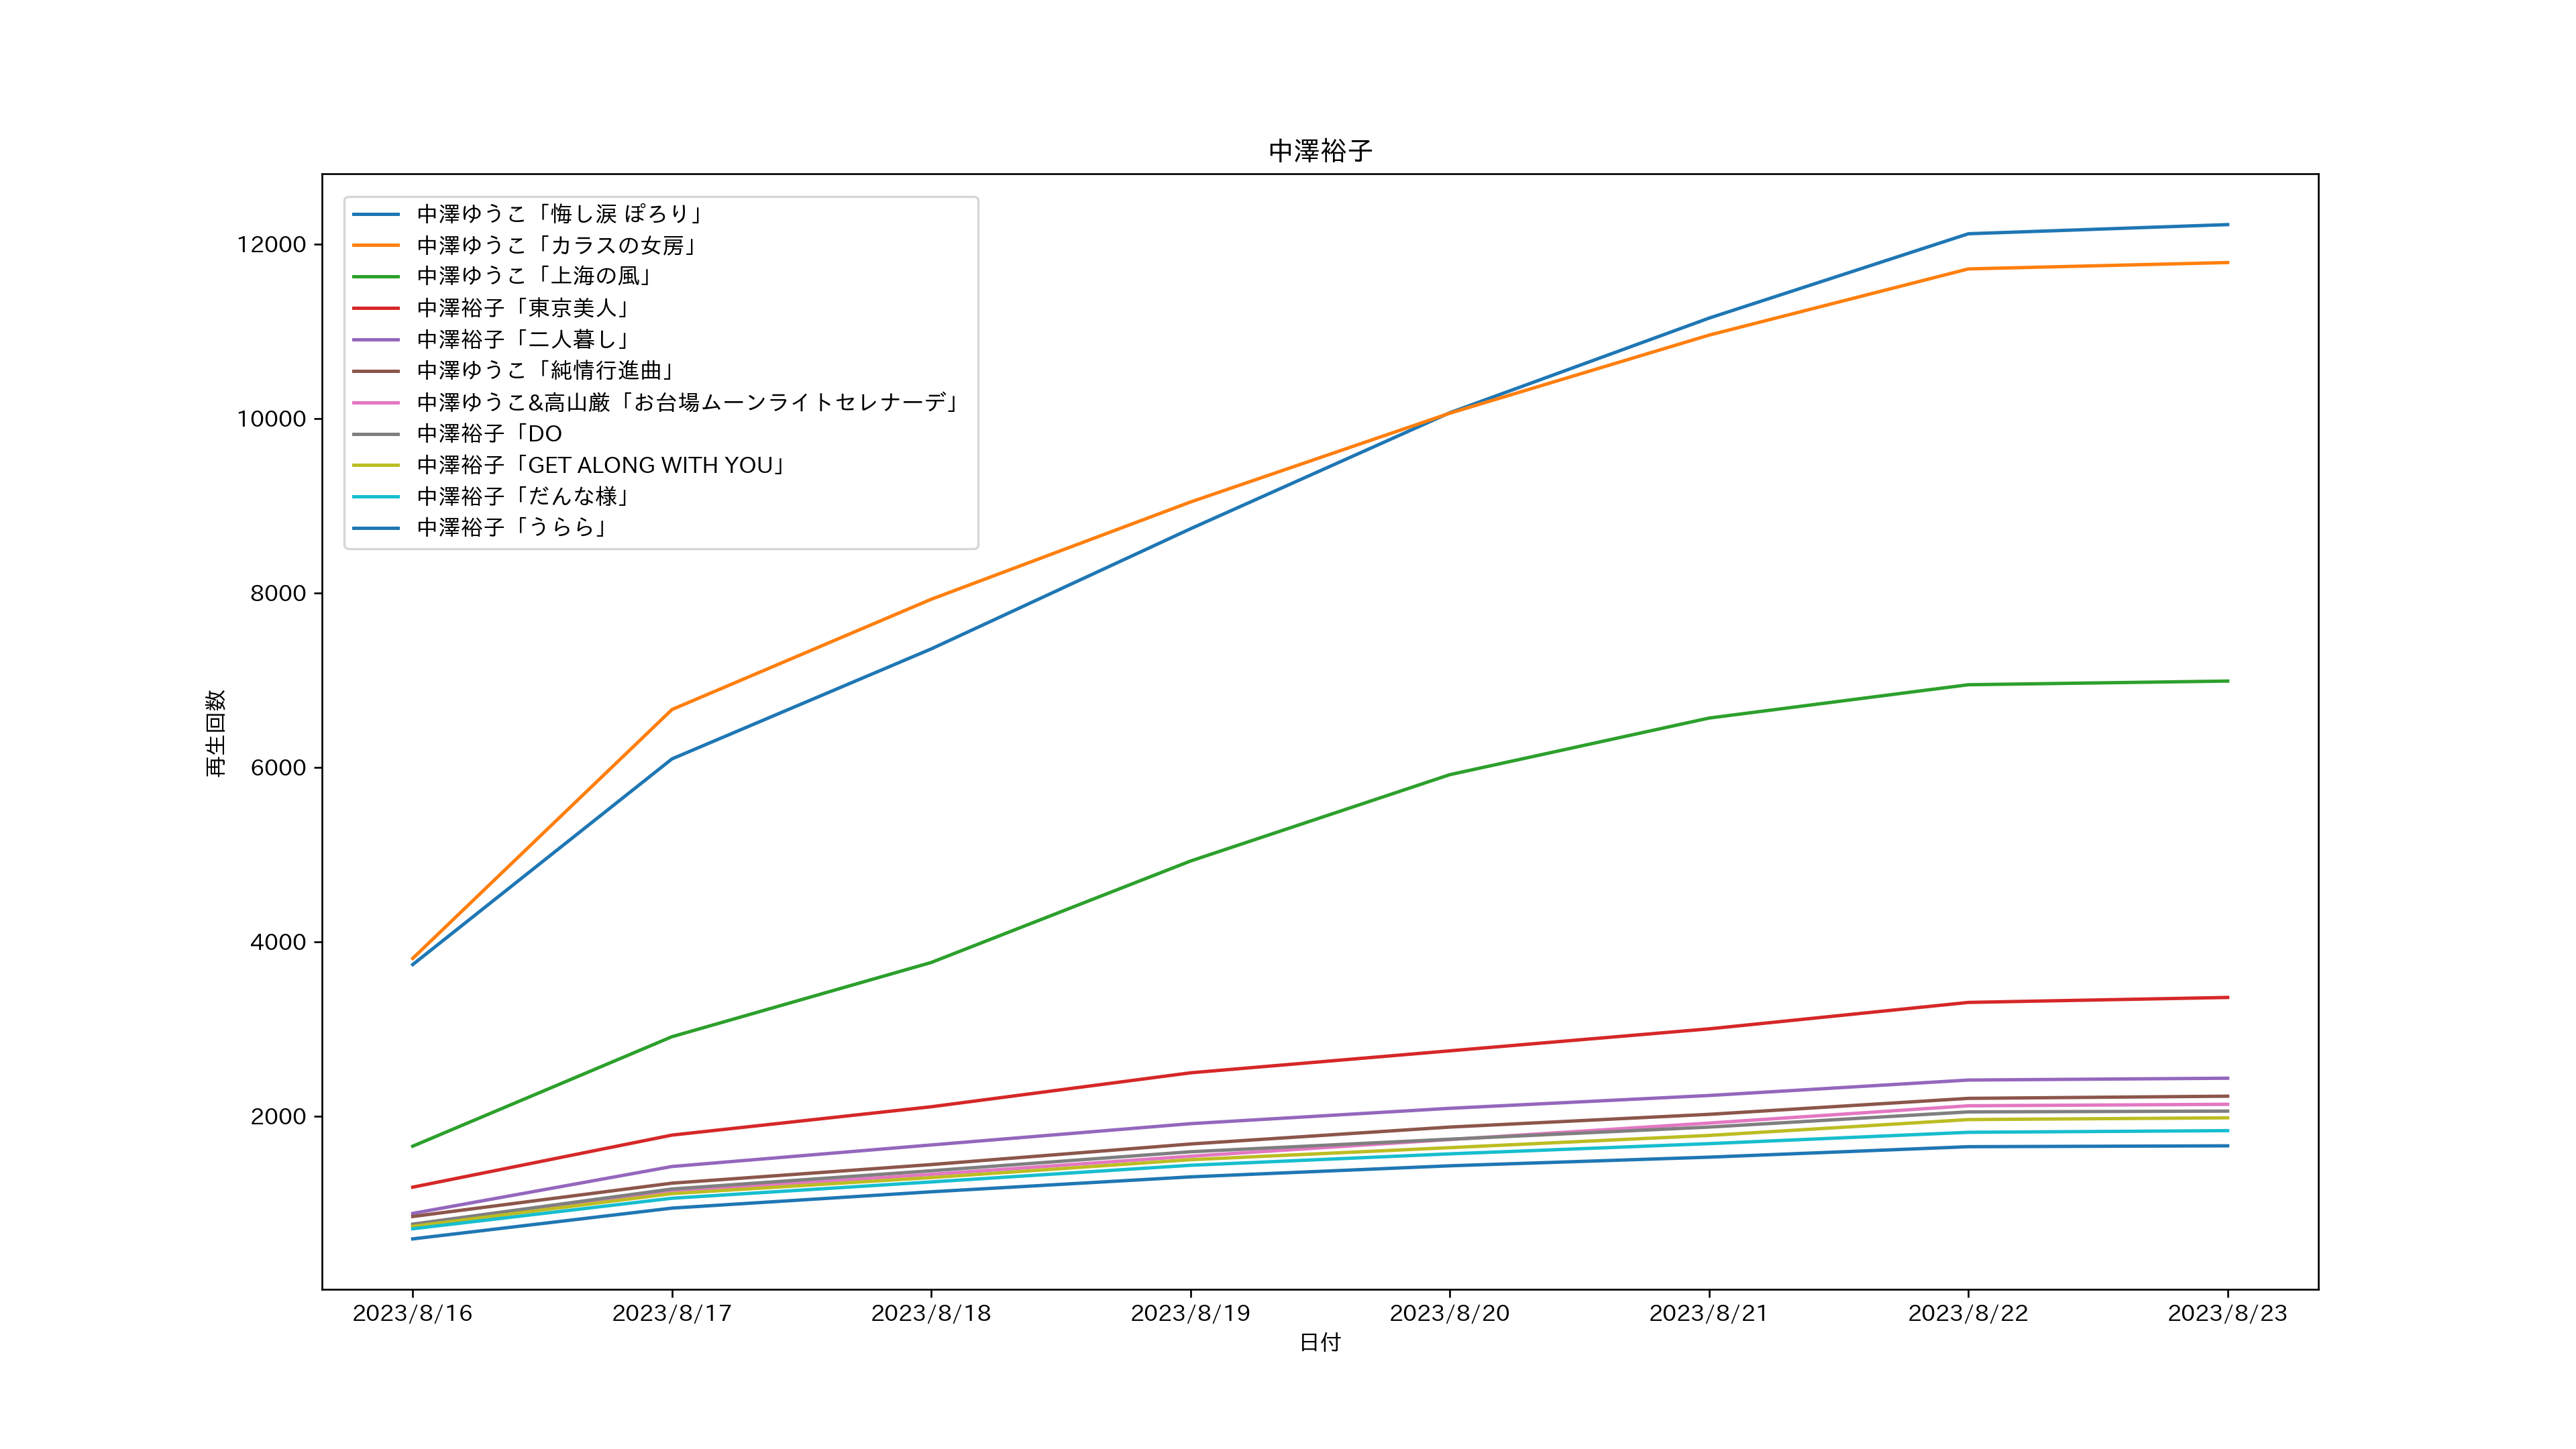 中澤裕子
中澤ゆうこ「悔し涙 ぽろり」
中澤ゆうこ「カラスの女房」
中澤ゆうこ「上海の風」
中澤裕子「東京美人」
中澤裕子「二人暮し」
中澤ゆうこ「純情行進曲」
中澤ゆうこ&高山厳「お台場ムーンライトセレナーデ」
中澤裕子「DO
中澤裕子「GET ALONG WITH YOU」
中澤裕子「だんな様」
中澤裕子「うらら」
再生回数
12000
10000
8000
6000
4000
2000
2023/8/16 2023/8/17 2023/8/18 2023/8/19 2023/8/20 2023/8/21 2023/8/22 2023/8/23
日付